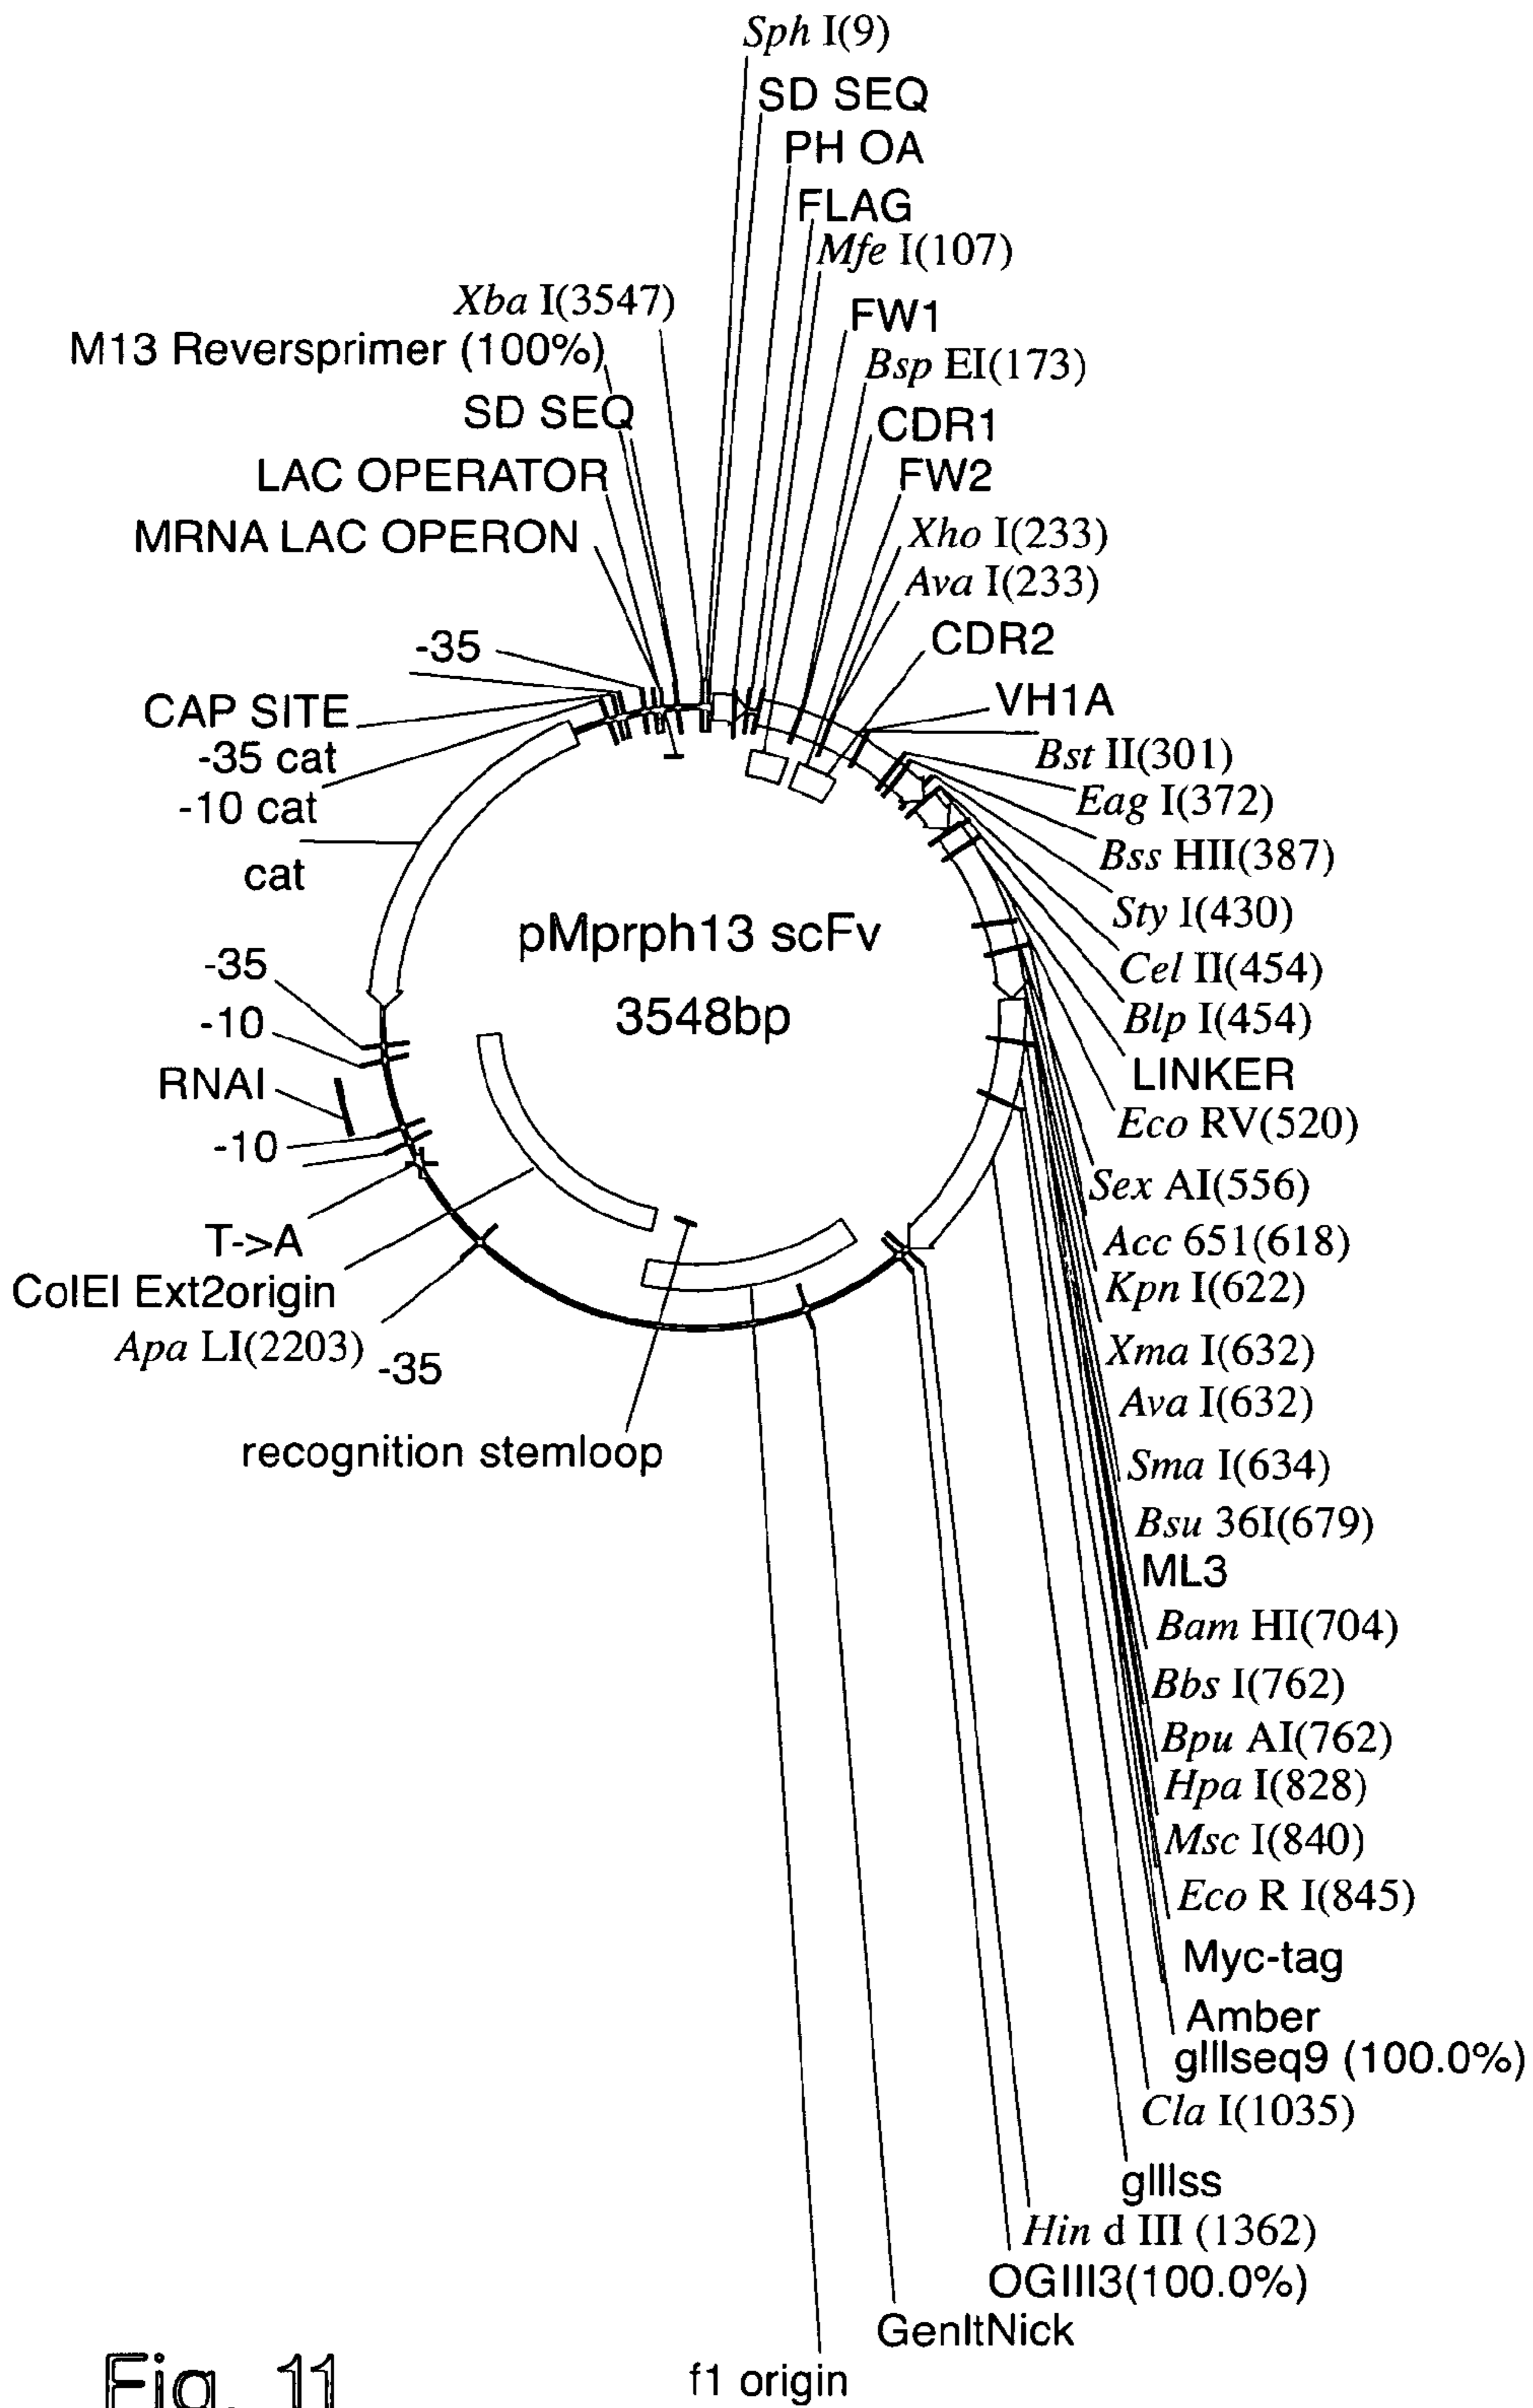 Sph I(9)
SD SEQ
PH OA
FLAG
Mfe I(107)
Xba I(3547)
FW1
M13 Reversprimer (100%)
Bsp EI(173)
SD SEQ
CDR1
LAC OPERATOR
FW2
MRNA LAC OPERON
Xho I(233)
Ava I(233)
-35
CDR2
CAP SITE
VH1A
-35 cat
Bst II(301)
-10 cat
Eag I(372)
cat
Bss HII(387)
Sty I(430)
pMprph13 scFv
3548bp
-35
Cel II(454)
-10
Blp I(454)
RNAI
LINKER
-10
Eco RV(520)
Sex AI(556)
T->A
Acc 651(618)
ColEI Ext2origin
Kpn I(622)
Apa LI(2203)
-35
Xma I(632)
Ava I(632)
recognition stemloop
Sma I(634)
Bsu 36I(679)
ML3
Bam HI(704)
Bbs I(762)
Bpu AI(762)
Hpa I(828)
Msc I(840)
Eco R I(845)
Myc-tag
Amber
gIIIseq9 (100.0%)
Cla I(1035)
gIIIss
Hin d III (1362)
OGIII3(100.0%)
GenItNick
f1 origin
Fig. 11